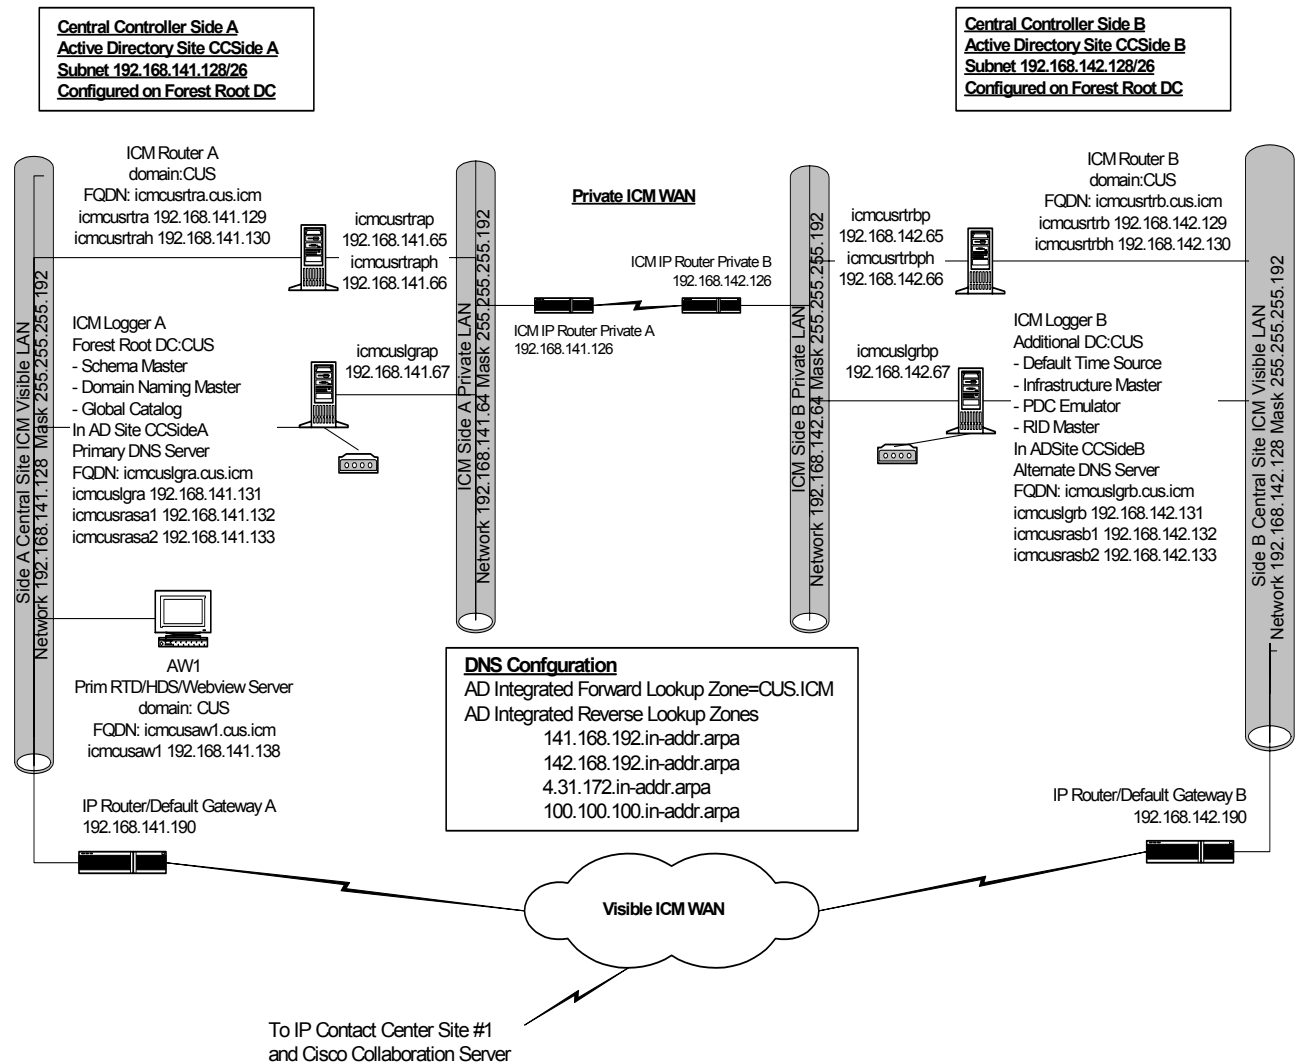 Central Controller Side A
Active Directory Site CCSide A
Subnet 192.168.141.128/26
Configured on Forest Root DC
Central Controller Side B
Active Directory Site CCSide B
Subnet 192.168.142.128/26
Configured on Forest Root DC
ICM Router A
domain:CUS
FQDN: icmcusrtra.cus.icm
icmcusrtra 192.168.141.129
icmcusrtrah 192.168.141.130
icmcusrtrap
192.168.141.65
icmcusrtraph
192.168.141.66
Private ICM WAN
ICM IP Router Private B
192.168.142.126
ICM IP Router Private A
192.168.141.126
icmcusrtrbp
192.168.142.65
icmcusrtrbph
192.168.142.66
ICM Router B
domain:CUS
FQDN: icmcusrtrb.cus.icm
icmcusrtrb 192.168.142.129
icmcusrtrbh 192.168.142.130
Side A Central Site ICM Visible LAN
Network 192.168.141.128 Mask 255.255.255.192
ICM Logger A
Forest Root DC:CUS
- Schema Master
- Domain Naming Master
- Global Catalog
In AD Site CCSideA
Primary DNS Server
FQDN: icmcuslgra.cus.icm
icmcuslgra 192.168.141.131
icmcusrasa1 192.168.141.132
icmcusrasa2 192.168.141.133
icmcuslgrap
192.168.141.67
ICM Side A Private LAN
Network 192.168.141.64 Mask 255.255.255.192
ICM Side B Private LAN
Network 192.168.142.64 Mask 255.255.255.192
icmcuslgrbp
192.168.142.67
ICM Logger B
Additional DC:CUS
- Default Time Source
- Infrastructure Master
- PDC Emulator
- RID Master
In ADSite CCSideB
Alternate DNS Server
FQDN: icmcuslgrb.cus.icm
icmcuslgrb 192.168.142.131
icmcusrasb1 192.168.142.132
icmcusrasb2 192.168.142.133
Side B Central Site ICM Visible LAN
Network 192.168.142.128 Mask 255.255.255.192
AW1
Prim RTD/HDS/Webview Server
domain: CUS
FQDN: icmcusaw1.cus.icm
icmcusaw1 192.168.141.138
DNS Confguration
AD Integrated Forward Lookup Zone=CUS.ICM
AD Integrated Reverse Lookup Zones
141.168.192.in-addr.arpa
142.168.192.in-addr.arpa
4.31.172.in-addr.arpa
100.100.100.in-addr.arpa
IP Router/Default Gateway A
192.168.141.190
IP Router/Default Gateway B
192.168.142.190
Visible ICM WAN
To IP Contact Center Site #1
and Cisco Collaboration Server